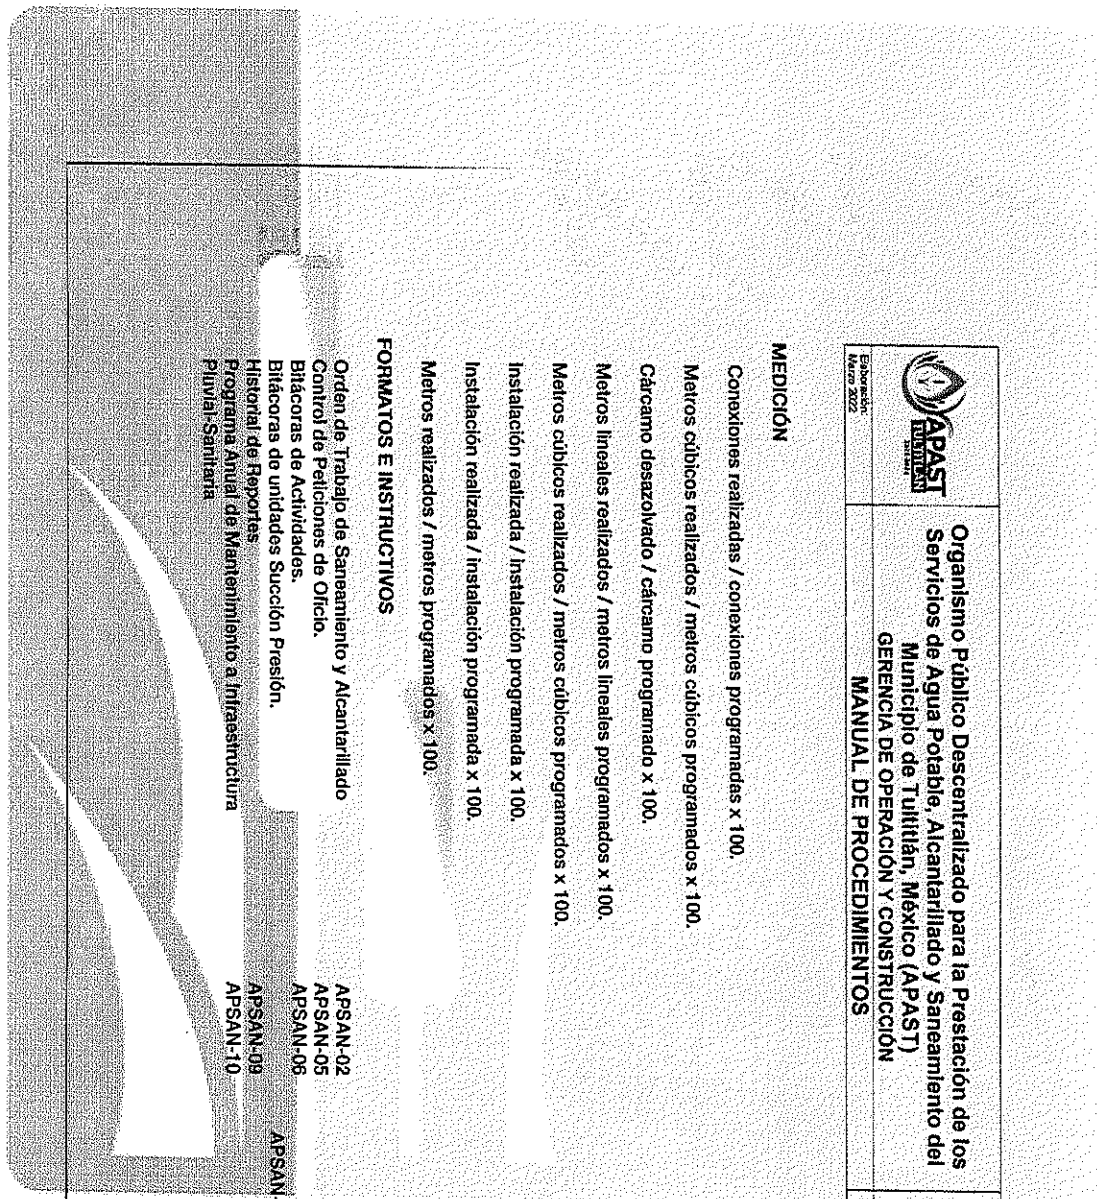 APAST
TULTITLÁN
Elaboración:
Marzo 2022
Organismo Público Descentralizado para la Prestación de los
Servicios de Agua Potable, Alcantarillado y Saneamiento del
Municipio de Tultitlán, México (APAST)
GERENCIA DE OPERACIÓN Y CONSTRUCCIÓN
MANUAL DE PROCEDIMIENTOS
MEDICIÓN
Conexiones realizadas / conexiones programadas x 100.
Metros cúbicos realizados / metros cúbicos programados x 100.
Cárcamo desazolvado / cárcamo programado x 100.
Metros lineales realizados / metros lineales programados x 100.
Metros cúbicos realizados / metros cúbicos programados x 100.
Instalación realizada / instalación programada x 100.
Instalación realizada / instalación programada x 100.
Metros realizados / metros programados x 100.
FORMATOS E INSTRUCTIVOS
Orden de Trabajo de Saneamiento y Alcantarillado APSAN-02
Control de Peticiones de Oficio. APSAN-05
Bitácoras de Actividades. APSAN-06
Bitácoras de unidades Succión Presión. APSAN-
Historial de Reportes APSAN-09
Programa Anual de Mantenimiento a Infraestructura APSAN-10
Pluvial-Sanitaria